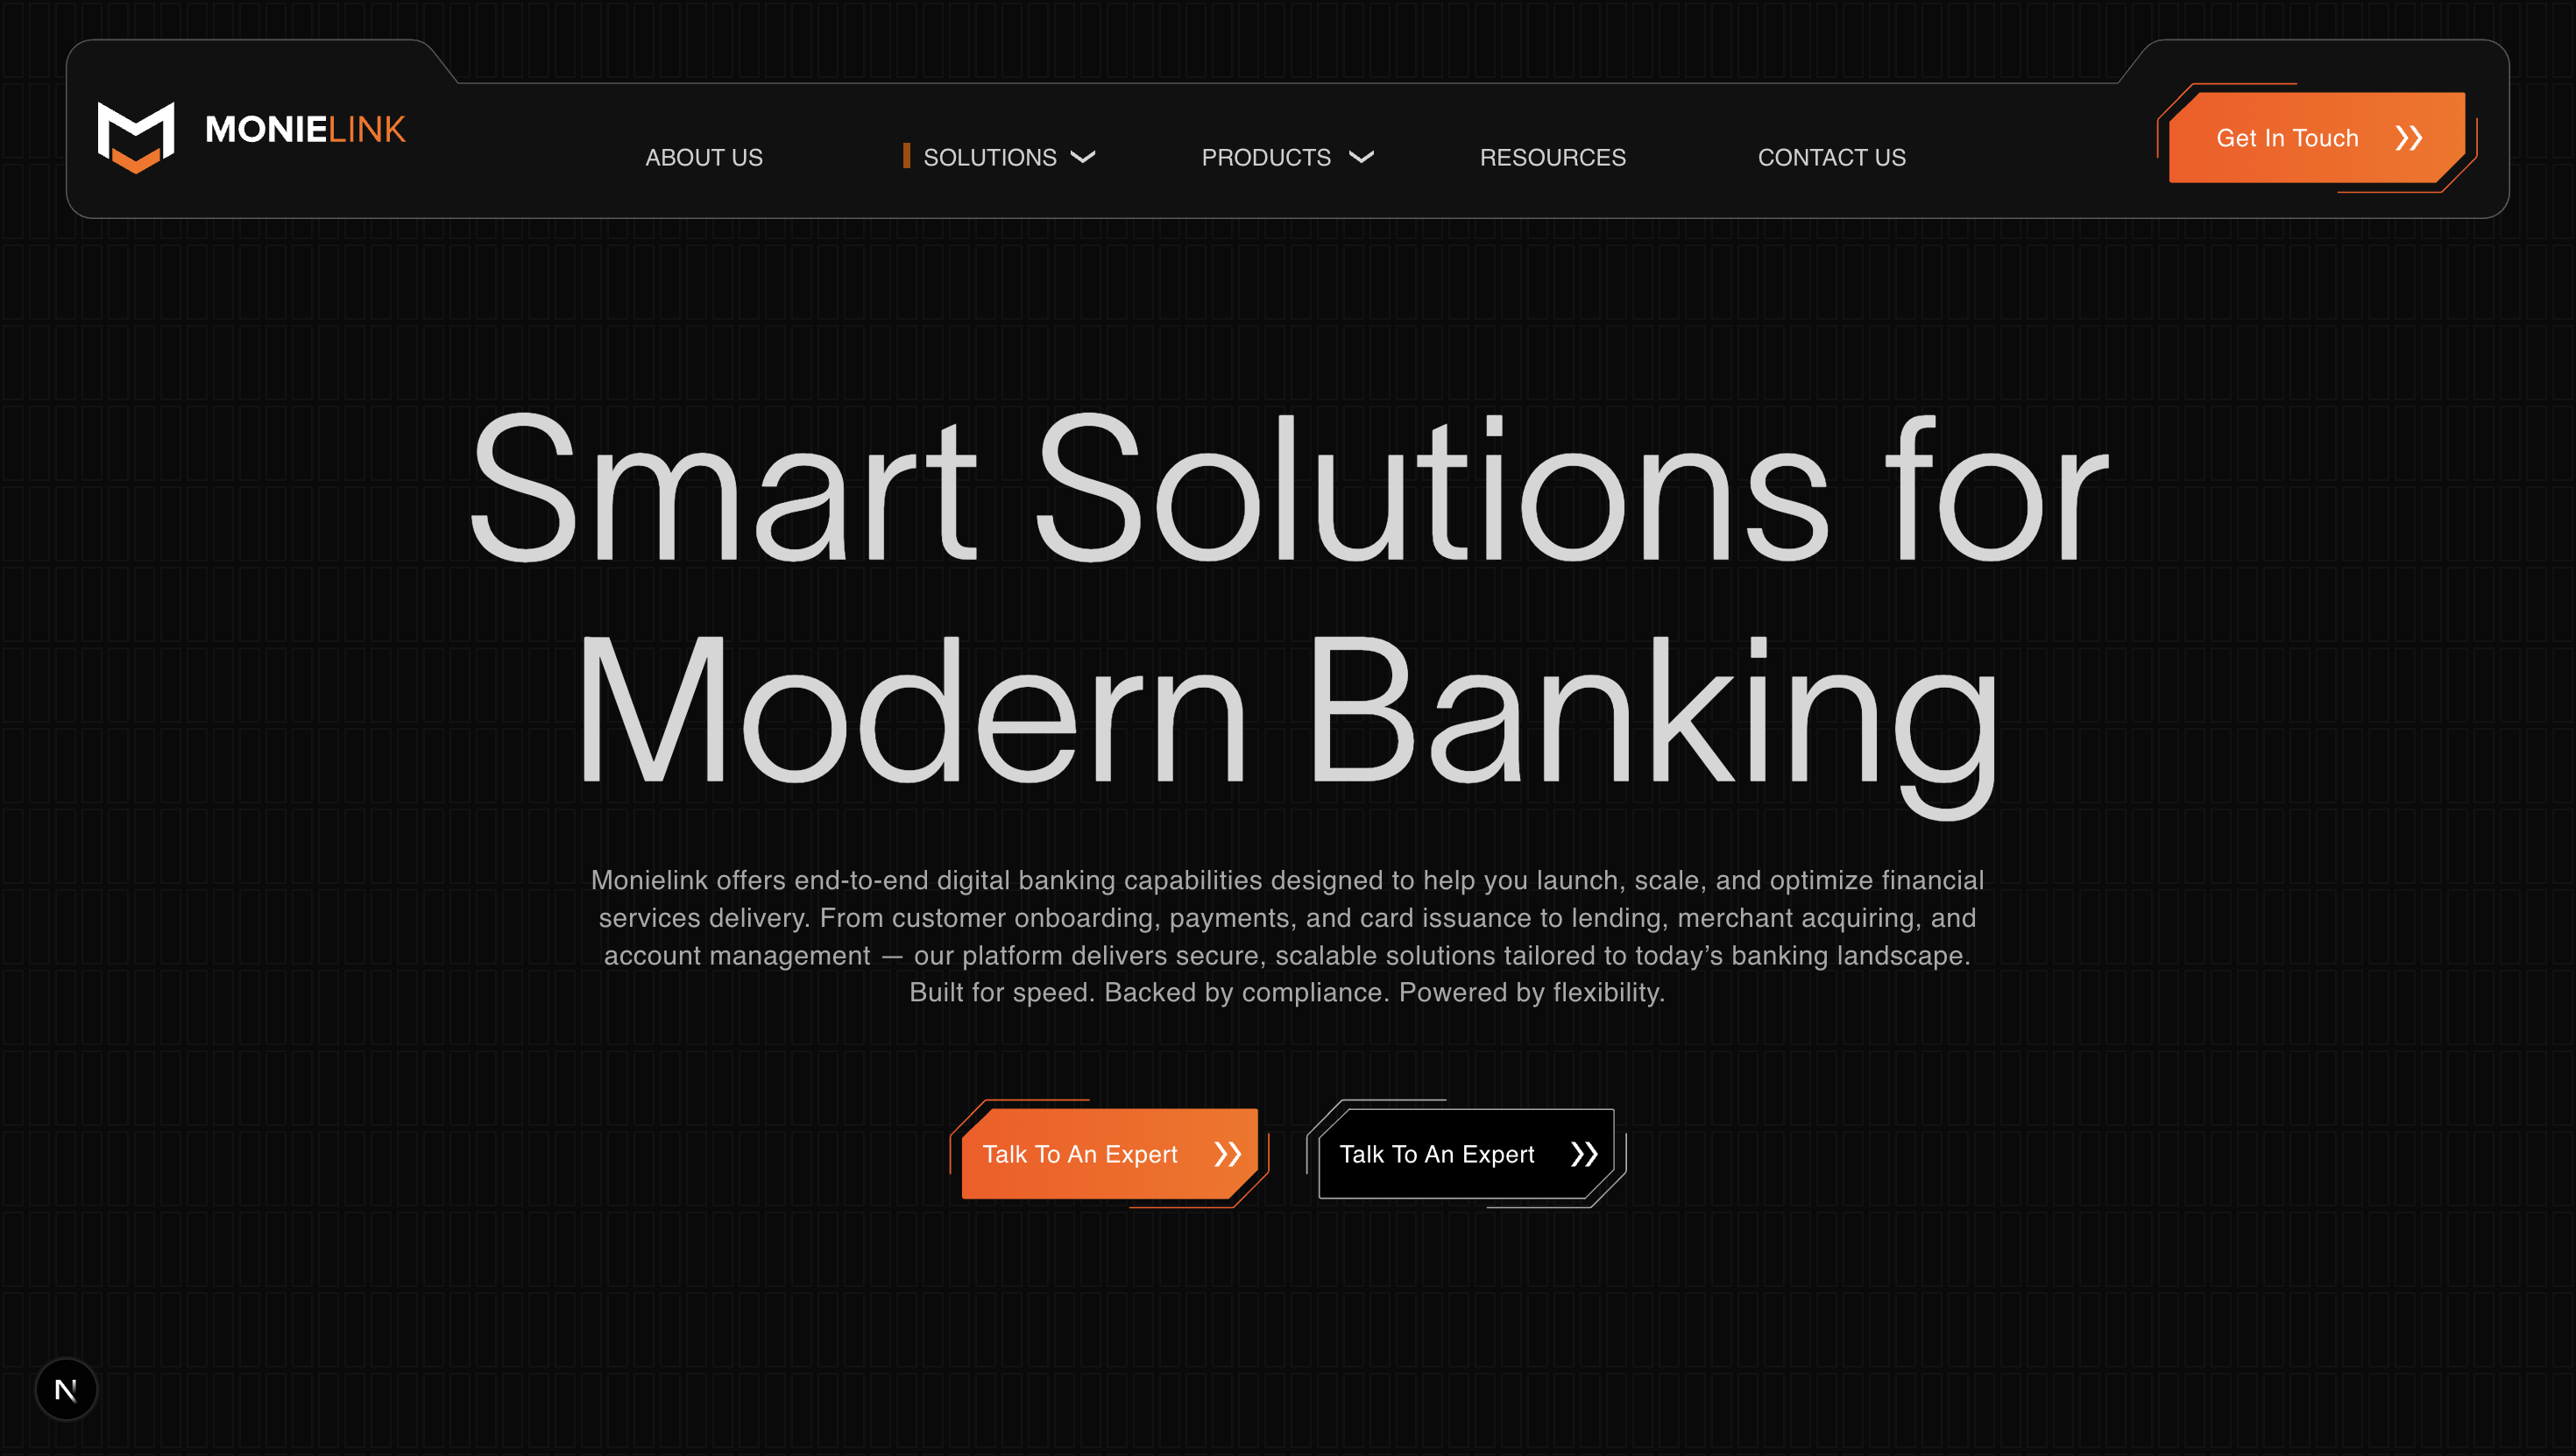 MONIELINK
ABOUT US
SOLUTIONS
PRODUCTS
RESOURCES
CONTACT US
Get In Touch
Smart Solutions for
Modern Banking
Monielink offers end-to-end digital banking capabilities designed to help you launch, scale, and optimize financial
services delivery. From customer onboarding, payments, and card issuance to lending, merchant acquiring, and
account management — our platform delivers secure, scalable solutions tailored to today’s banking landscape.
Built for speed. Backed by compliance. Powered by flexibility.
Talk To An Expert
Talk To An Expert
N